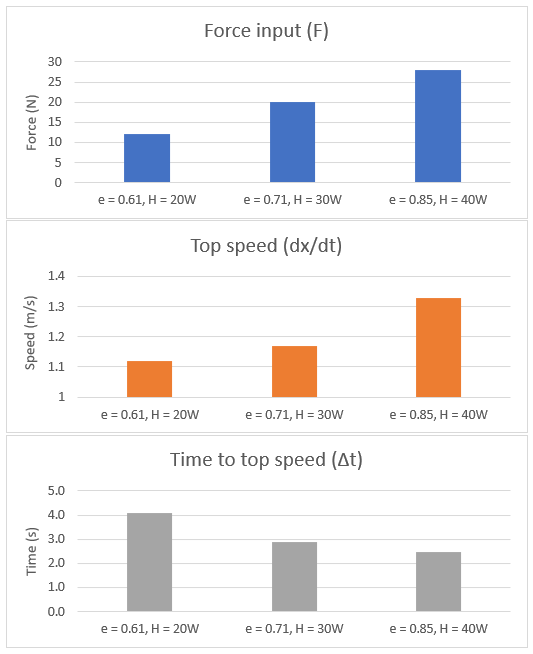 Force input (F)
30
25
20
15
10
5
0
Force (N)
e = 0.61, H = 20W
e = 0.71, H = 30W
e = 0.85, H = 40W
Top speed (dx/dt)
1.4
1.3
1.2
1.1
1
Speed (m/s)
e = 0.61, H = 20W
e = 0.71, H = 30W
e = 0.85, H = 40W
Time to top speed (Δt)
5.0
4.0
3.0
2.0
1.0
0.0
Time (s)
e = 0.61, H = 20W
e = 0.71, H = 30W
e = 0.85, H = 40W